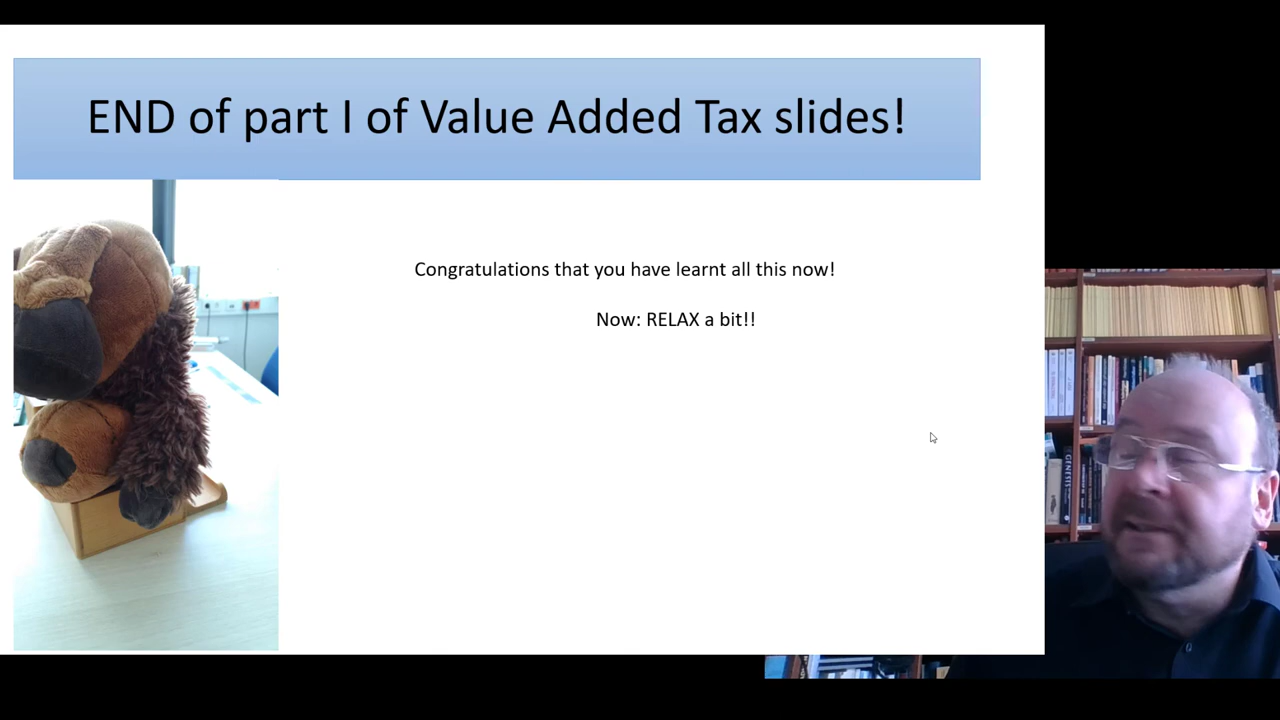 END of part I of Value Added Tax slides!
Congratulations that you have learnt all this now!
Now: RELAX a bit!!
GENESIS